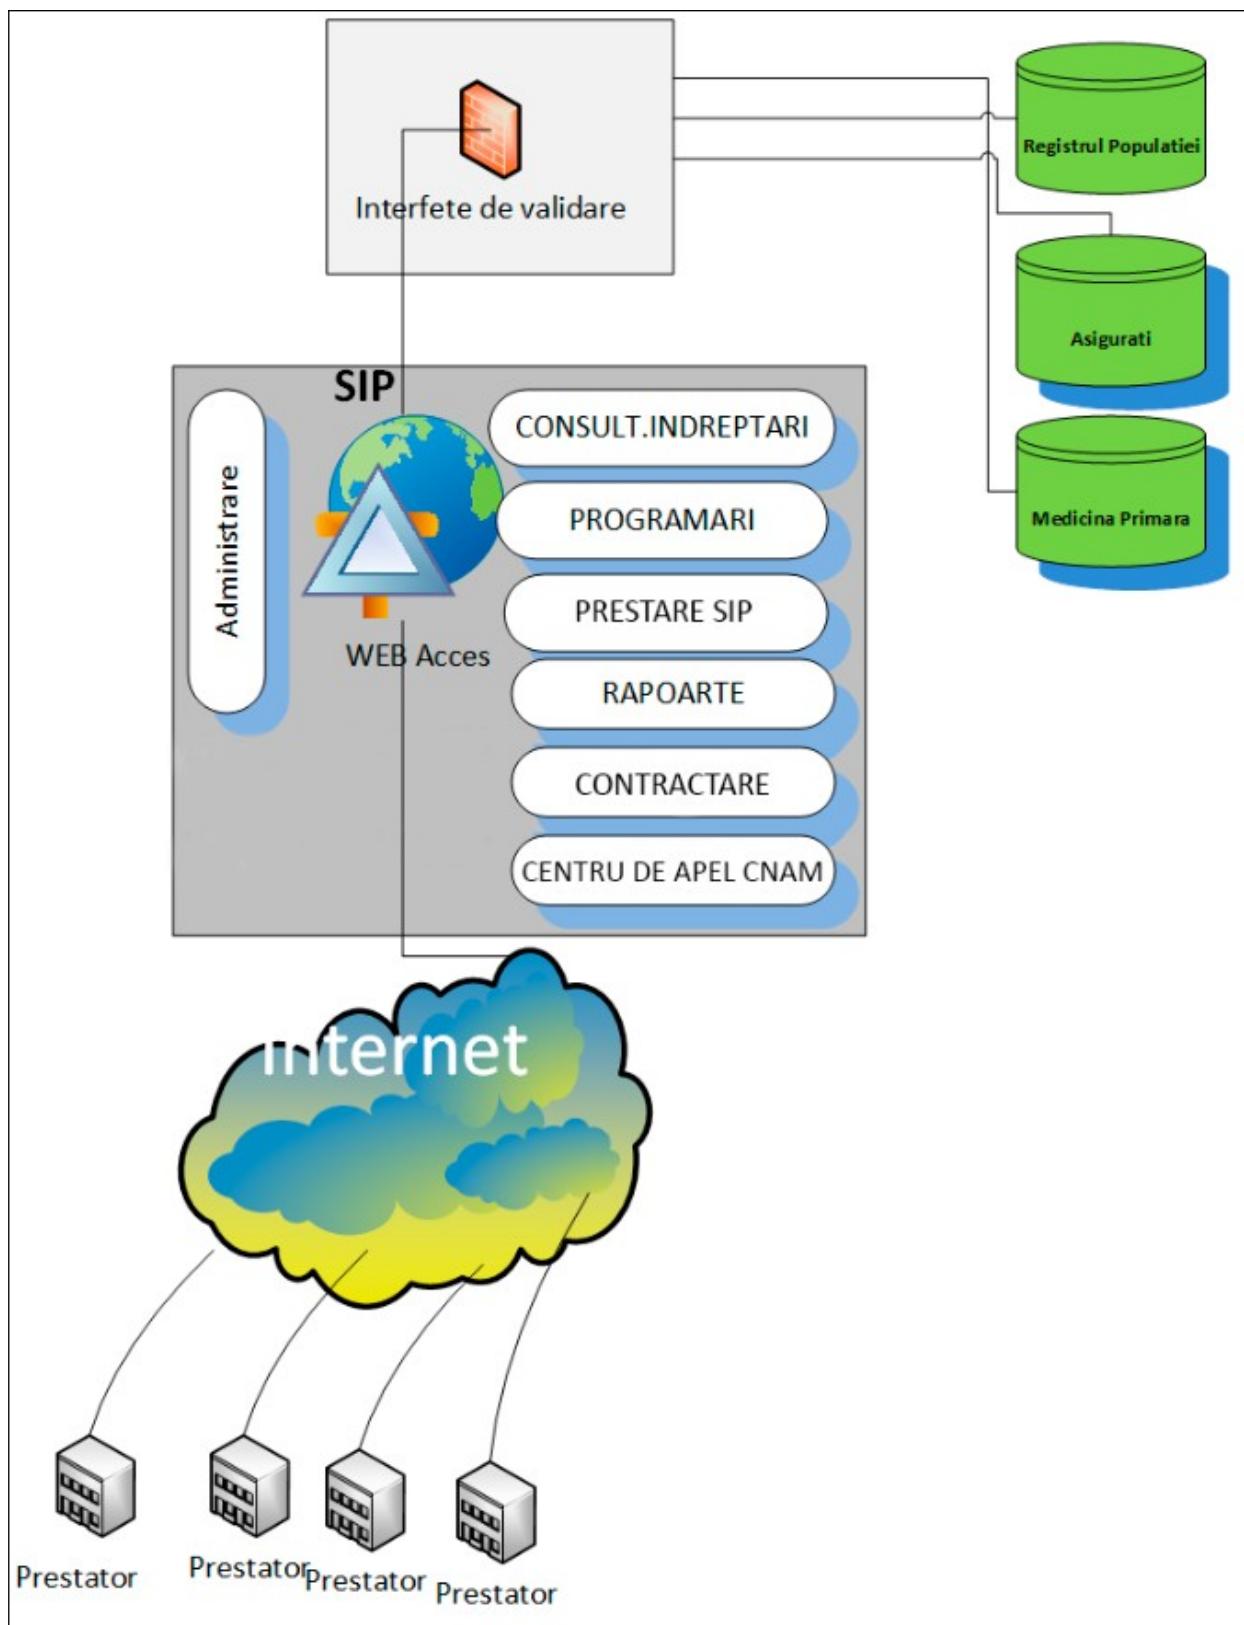 Interfete de validare
Registrul Populatiei
Asigurati
Medicina Primara
SIP
Administrare
WEB Acces
CONSULT.INDREPTARI
PROGRAMARI
PRESTARE SIP
RAPOARTE
CONTRACTARE
CENTRU DE APEL CNAM
Internet
Prestator
Prestator
Prestator
Prestator